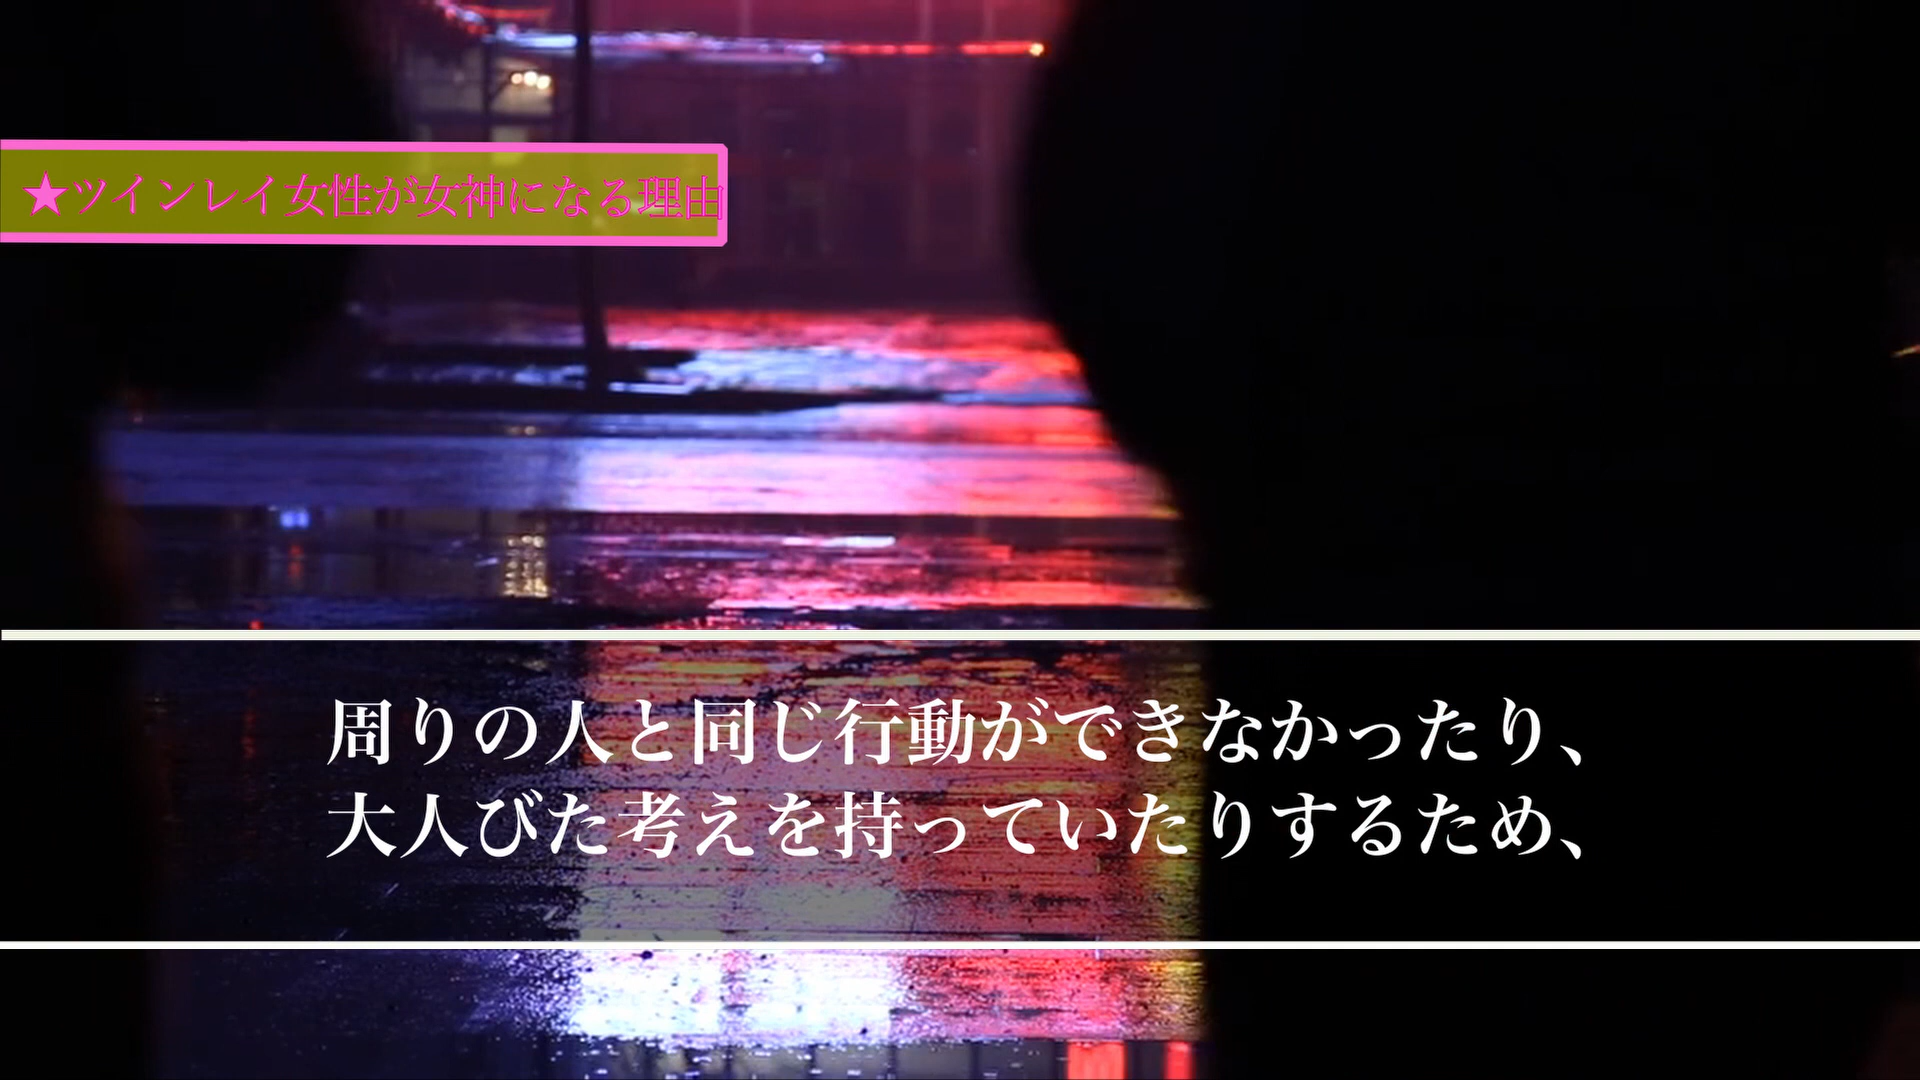 ★ツインレイ女性が女神になる理由
周りの人と同じ行動ができなかったり、
大人びた考えを持っていたりするため、